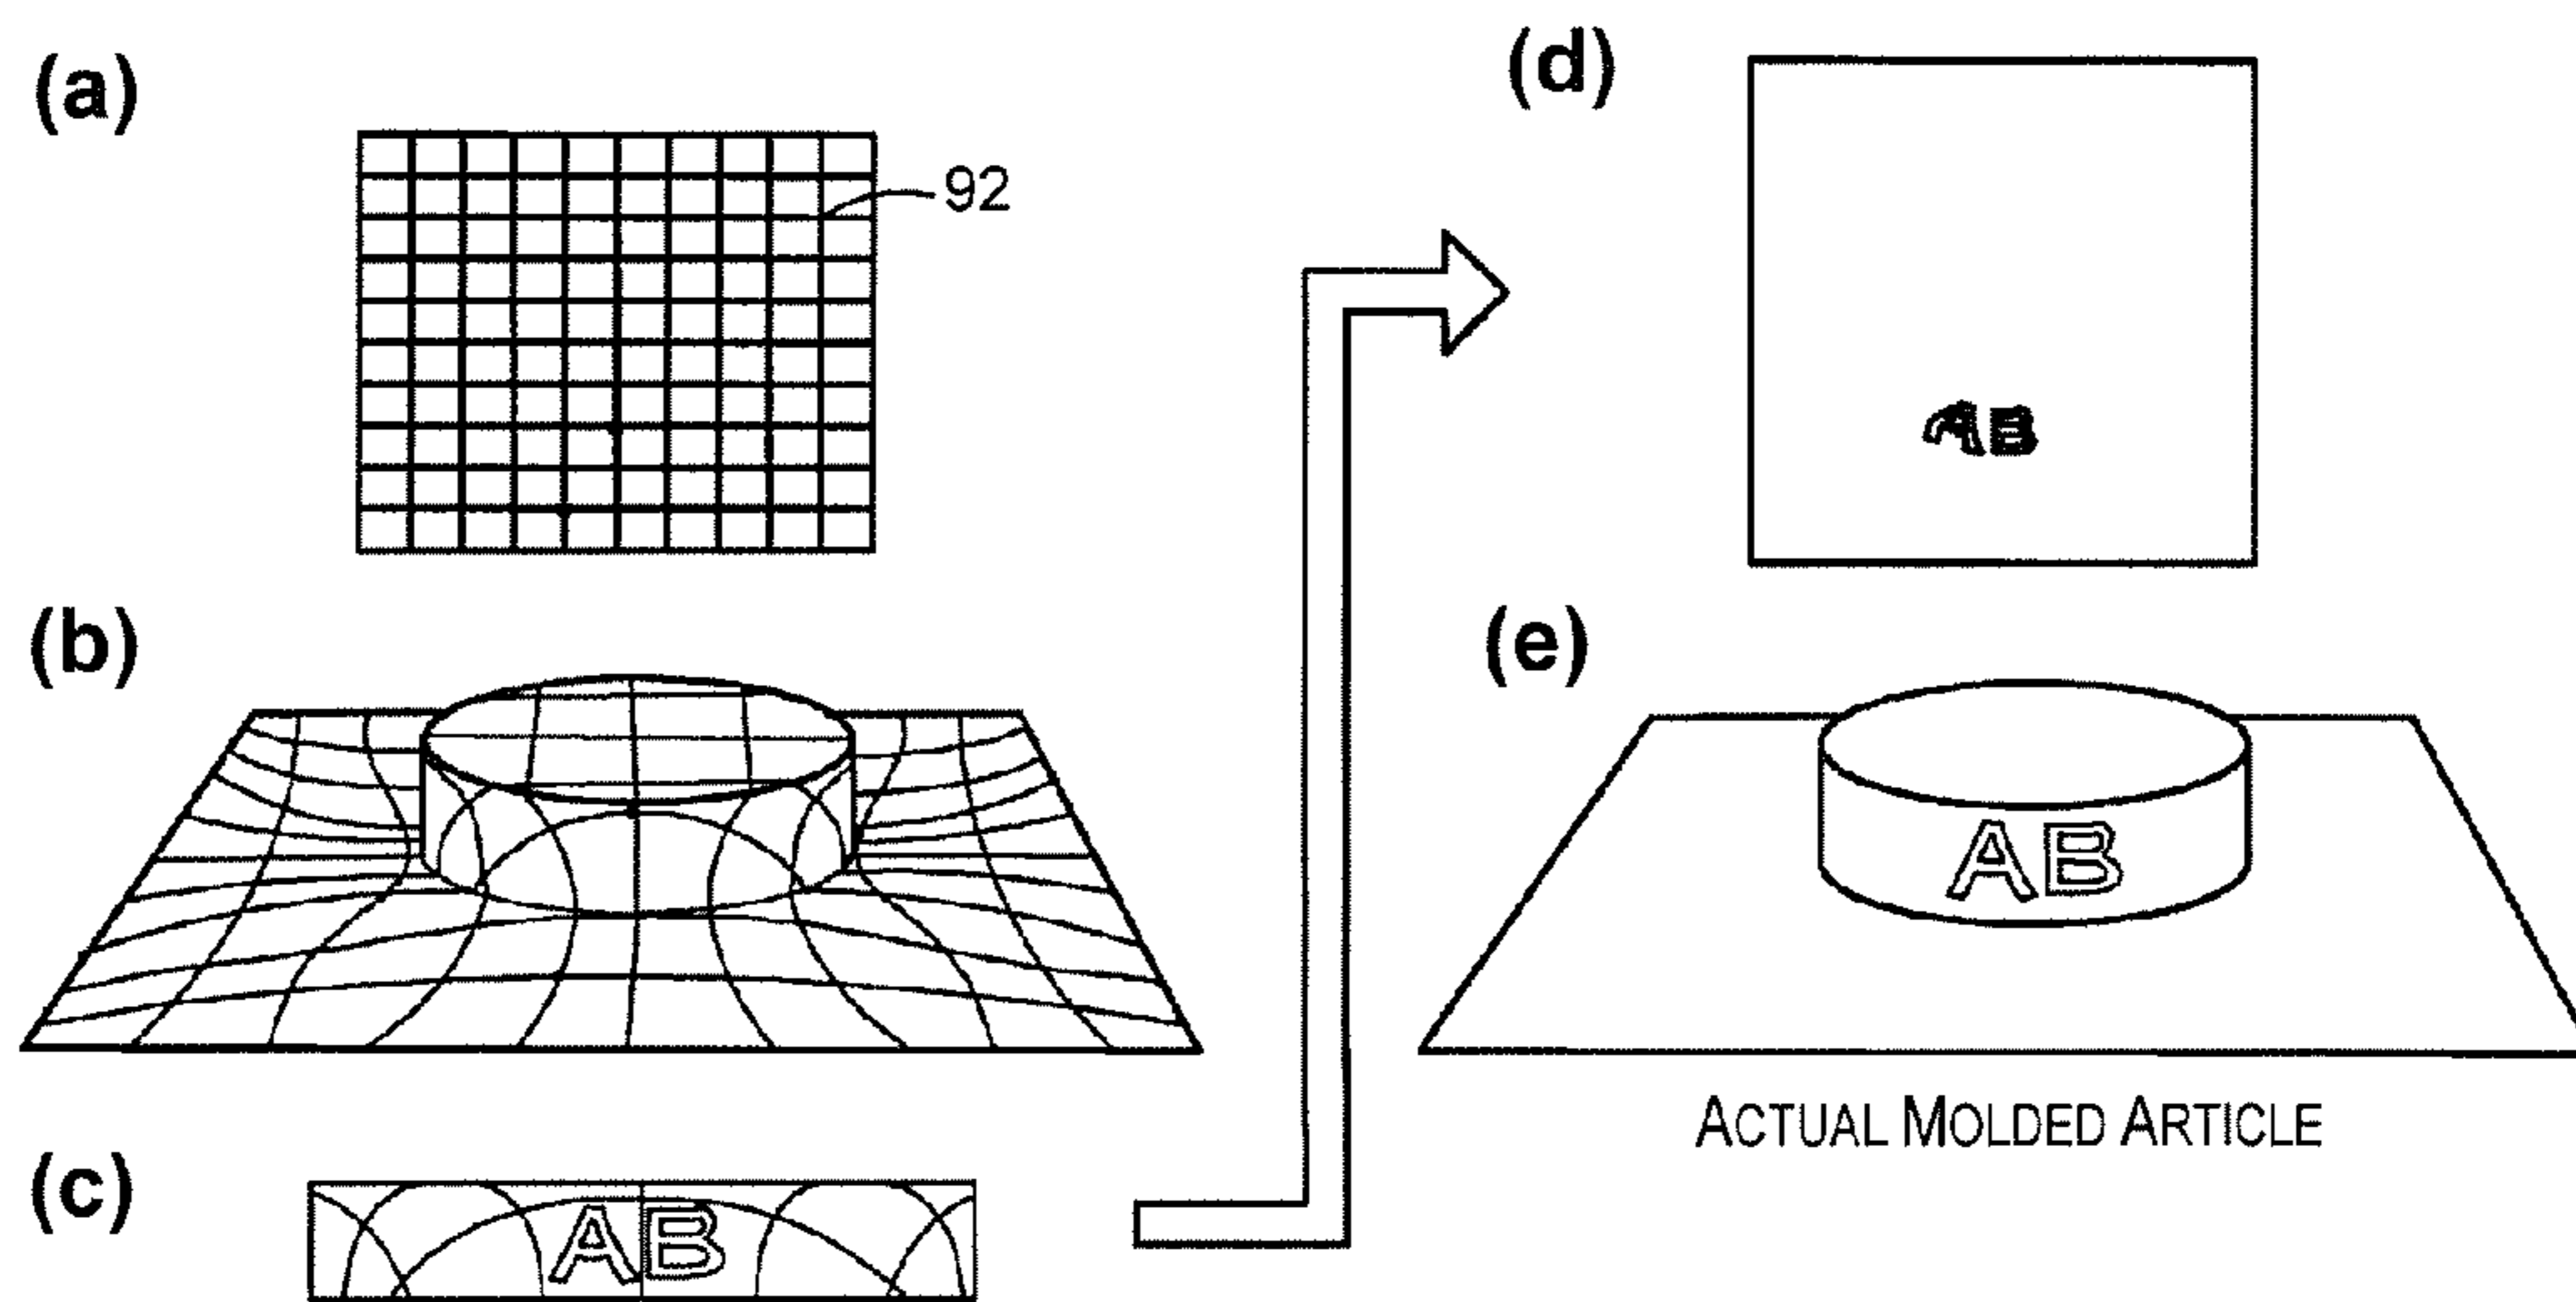 (a)
92
(b)
(c)
AB
(d)
AB
(e)
AB
ACTUAL MOLDED ARTICLE